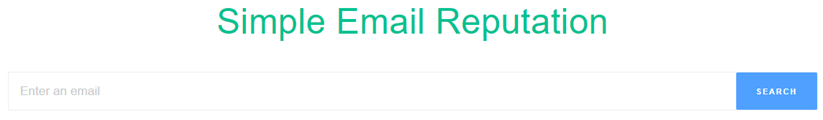 Simple Email Reputation
Enter an email
SEARCH